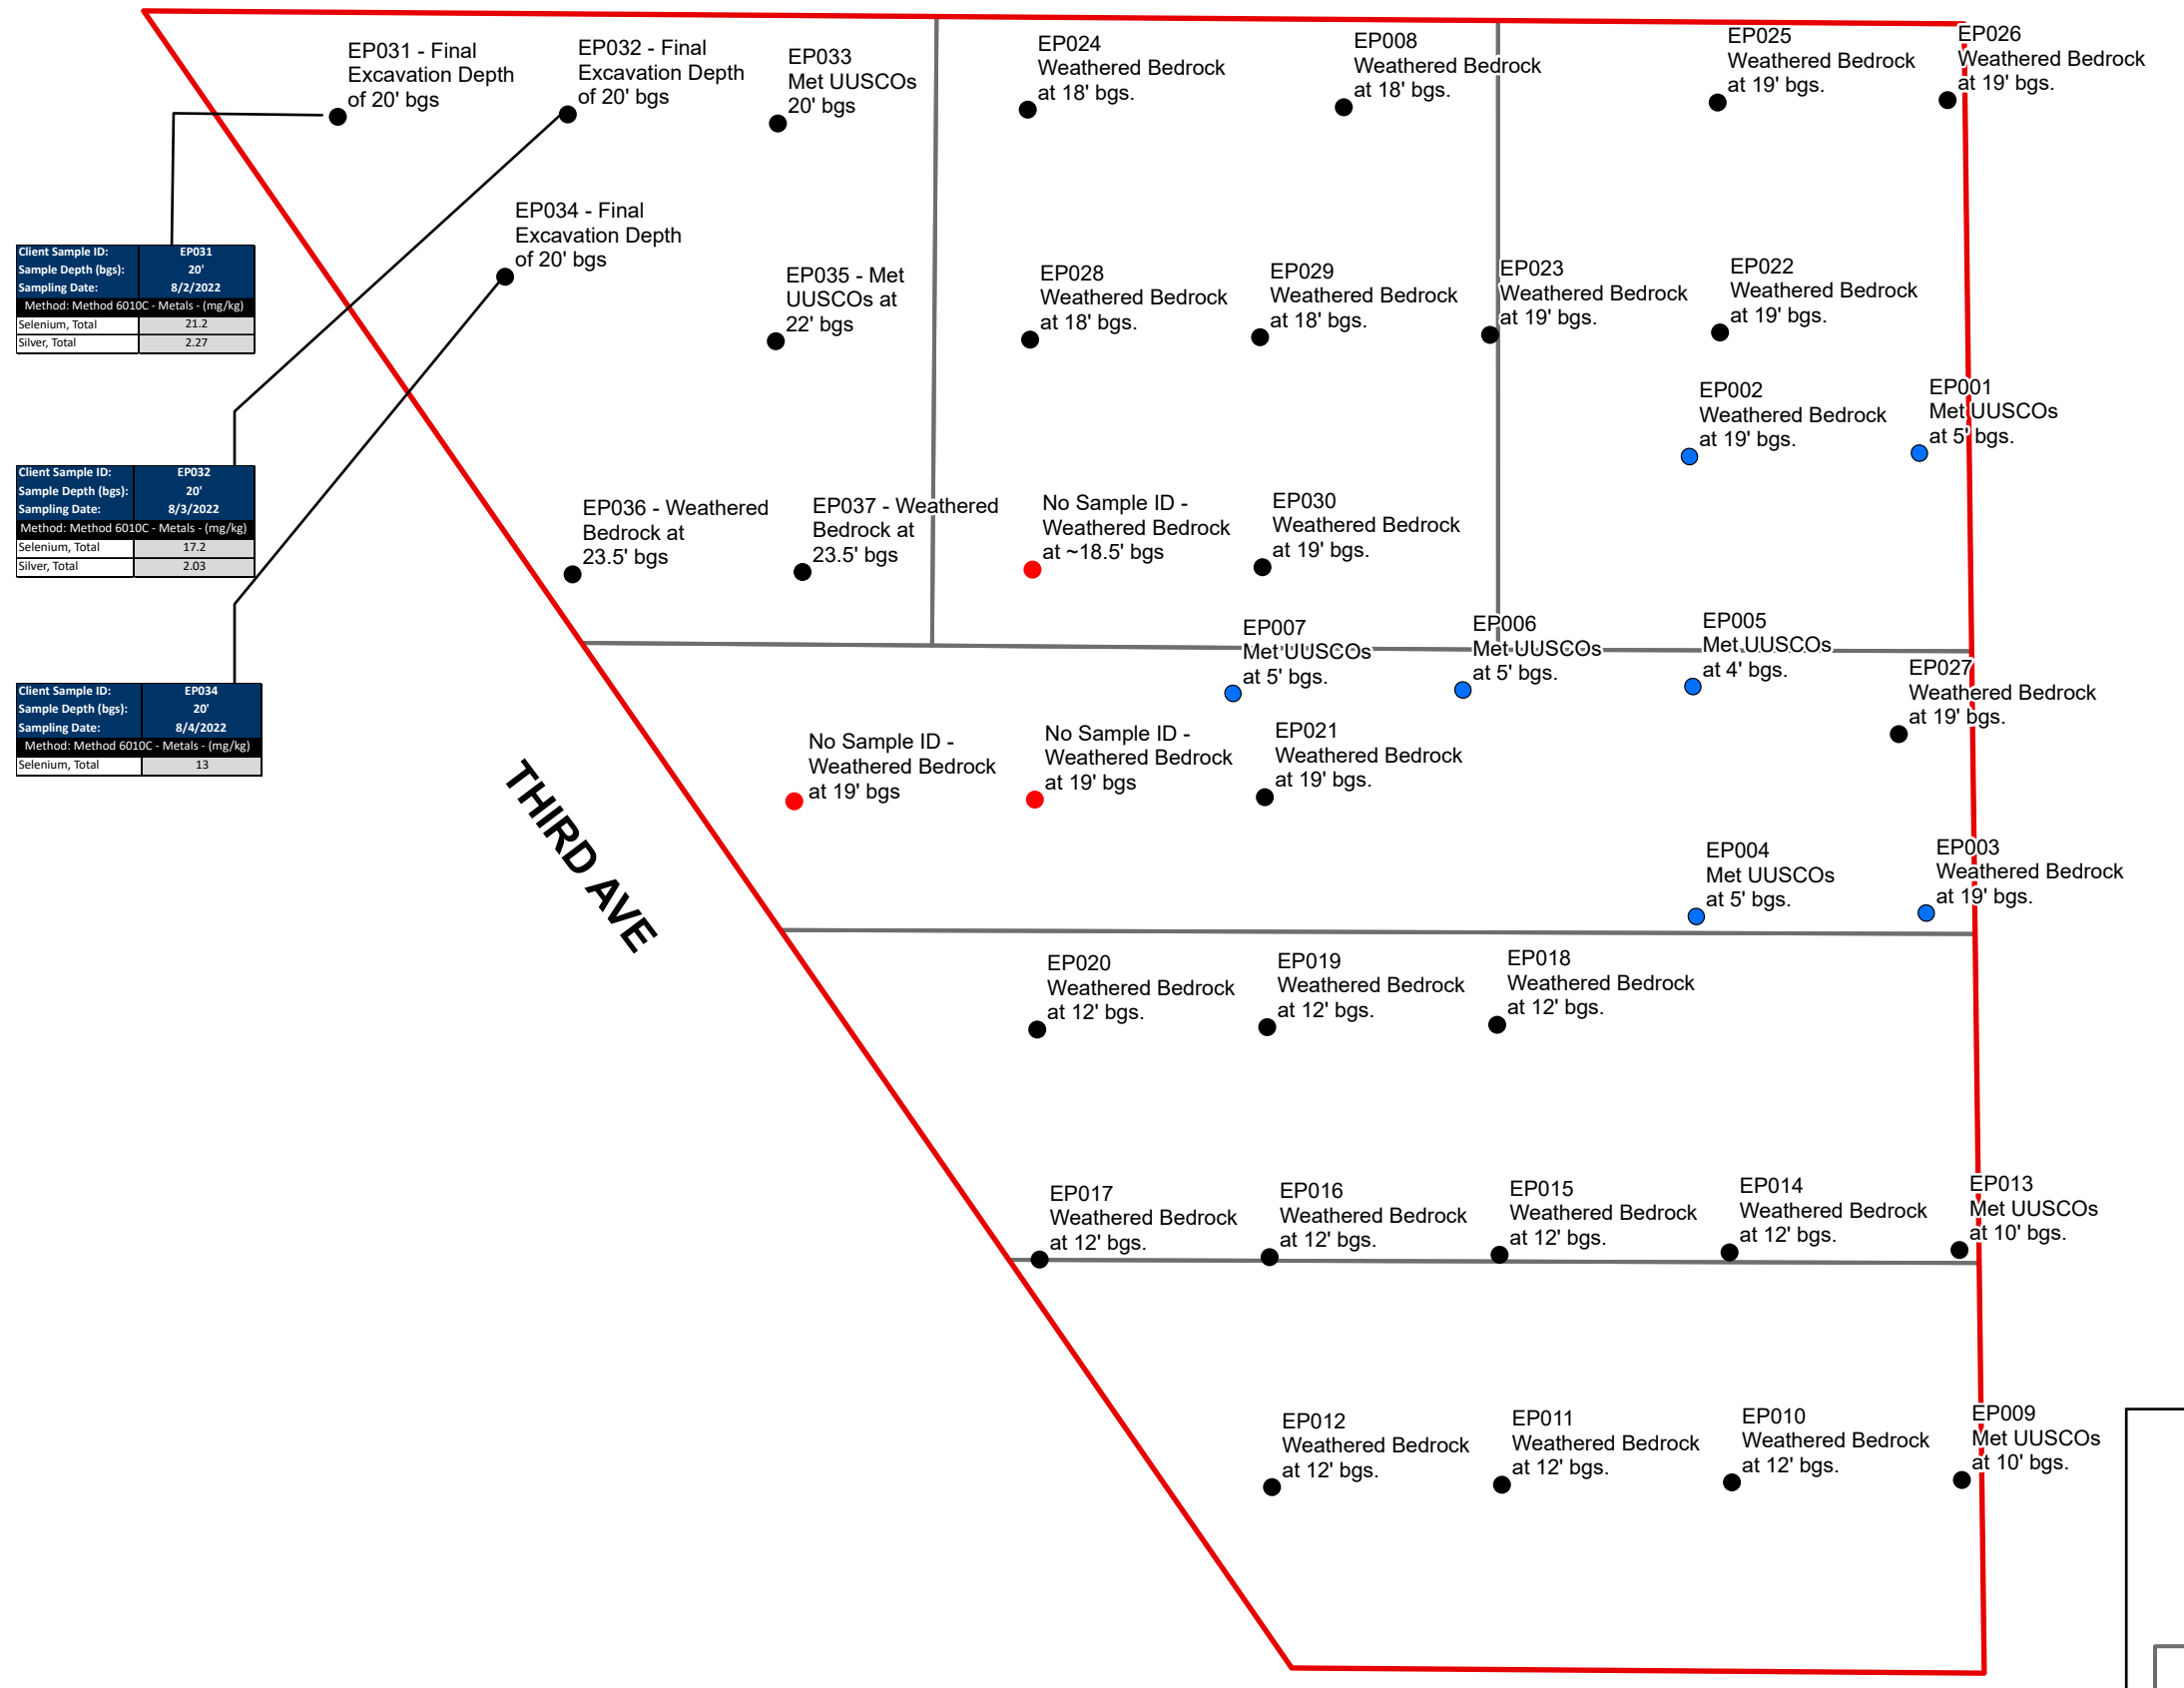 EP031 - Final
Excavation Depth
of 20' bgs
EP032 - Final
Excavation Depth
of 20' bgs
EP033
Met UUSCOs
20' bgs
EP024
Weathered Bedrock
at 18' bgs.
EP008
Weathered Bedrock
at 18' bgs.
EP025
Weathered Bedrock
at 19' bgs.
EP026
Weathered Bedrock
at 19' bgs.
EP034 - Final
Excavation Depth
of 20' bgs
EP035 - Met
UUSCOs at
22' bgs
EP028
Weathered Bedrock
at 18' bgs.
EP029
Weathered Bedrock
at 18' bgs.
EP023
Weathered Bedrock
at 19' bgs.
EP022
Weathered Bedrock
at 19' bgs.
Client Sample ID: EP031
Sample Depth (bgs): 20'
Sampling Date: 8/2/2022
Method: Method 6010C - Metals - (mg/kg)
Selenium, Total 21.2
Silver, Total 2.27
EP002
Weathered Bedrock
at 19' bgs.
EP001
Met UUSCOs
at 5' bgs.
Client Sample ID: EP032
Sample Depth (bgs): 20'
Sampling Date: 8/3/2022
Method: Method 6010C - Metals - (mg/kg)
Selenium, Total 17.2
Silver, Total 2.03
EP036 - Weathered
Bedrock at
23.5' bgs
EP037 - Weathered
Bedrock at
23.5' bgs
No Sample ID -
Weathered Bedrock
at ~18.5' bgs
EP030
Weathered Bedrock
at 19' bgs.
EP007
Met UUSCOs
at 5' bgs.
EP006
Met UUSCOs
at 5' bgs.
EP005
Met UUSCOs
at 4' bgs.
EP027
Weathered Bedrock
at 19' bgs.
Client Sample ID: EP034
Sample Depth (bgs): 20'
Sampling Date: 8/4/2022
Method: Method 6010C - Metals - (mg/kg)
Selenium, Total 13
No Sample ID -
Weathered Bedrock
at 19' bgs
No Sample ID -
Weathered Bedrock
at 19' bgs
EP021
Weathered Bedrock
at 19' bgs.
THIRD AVE
EP004
Met UUSCOs
at 5' bgs.
EP003
Weathered Bedrock
at 19' bgs.
EP020
Weathered Bedrock
at 12' bgs.
EP019
Weathered Bedrock
at 12' bgs.
EP018
Weathered Bedrock
at 12' bgs.
EP017
Weathered Bedrock
at 12' bgs.
EP016
Weathered Bedrock
at 12' bgs.
EP015
Weathered Bedrock
at 12' bgs.
EP014
Weathered Bedrock
at 12' bgs.
EP013
Met UUSCOs
at 10' bgs.
EP012
Weathered Bedrock
at 12' bgs.
EP011
Weathered Bedrock
at 12' bgs.
EP010
Weathered Bedrock
at 12' bgs.
EP009
Met UUSCOs
at 10' bgs.